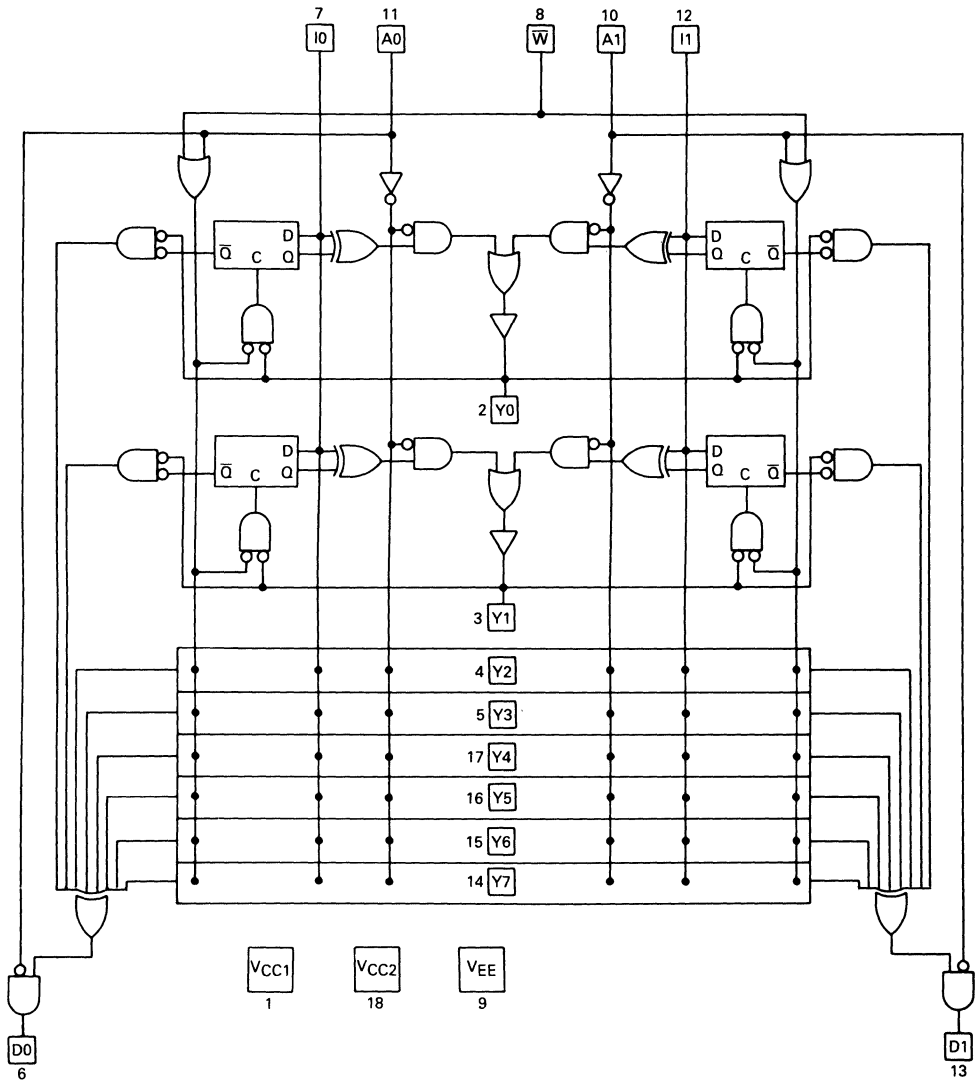 7 11 8 10 12
I0 A0 W̅ A1 I1
D D
Q̅ C Q Q C Q̅
2 Y0
D D
Q̅ C Q Q C Q̅
3 Y1
4 Y2
5 Y3
17 Y4
16 Y5
15 Y6
14 Y7
VCC1 VCC2 VEE
1 18 9
D0 D1
6 13